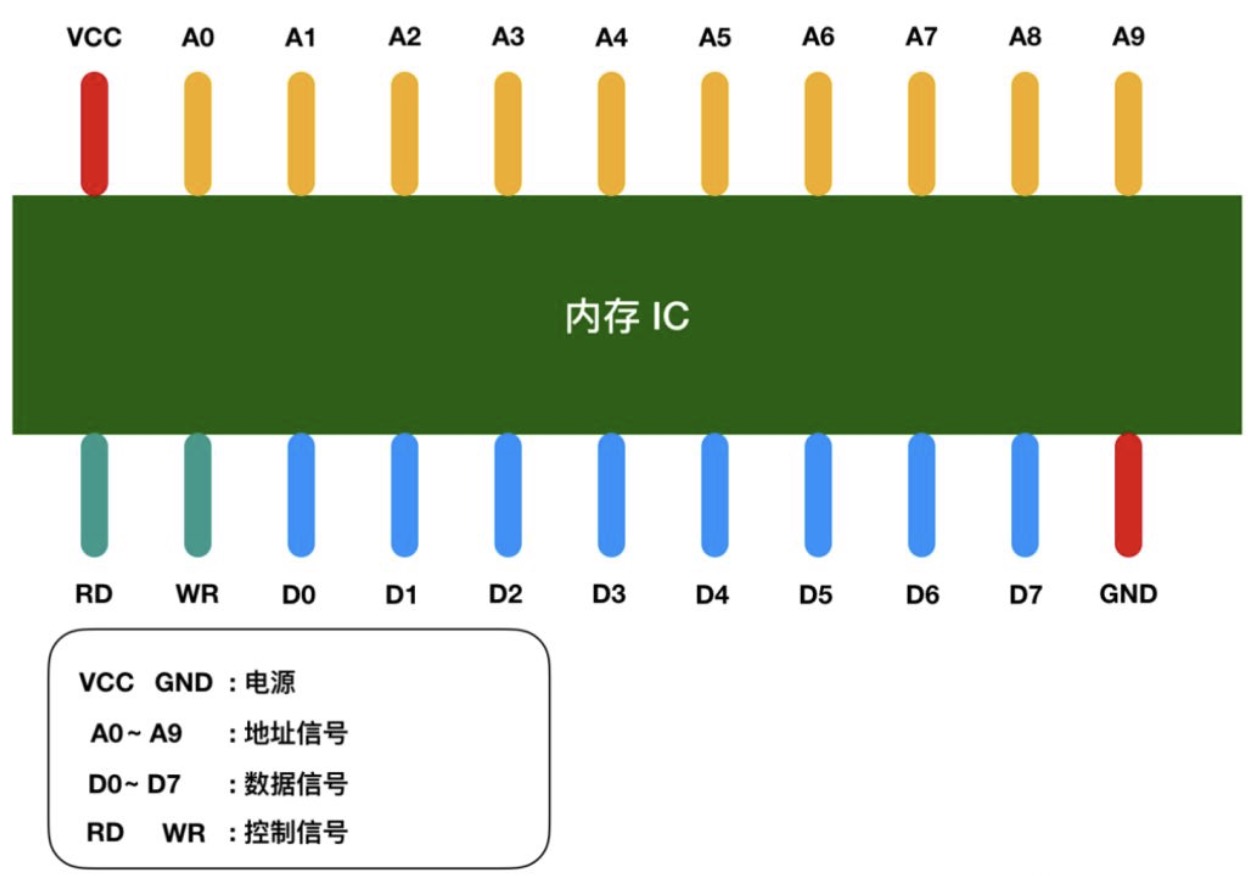 VCC A0 A1 A2 A3 A4 A5 A6 A7 A8 A9
内存 IC
RD WR D0 D1 D2 D3 D4 D5 D6 D7 GND
VCC GND : 电源
A0~ A9 : 地址信号
D0~ D7 : 数据信号
RD WR : 控制信号